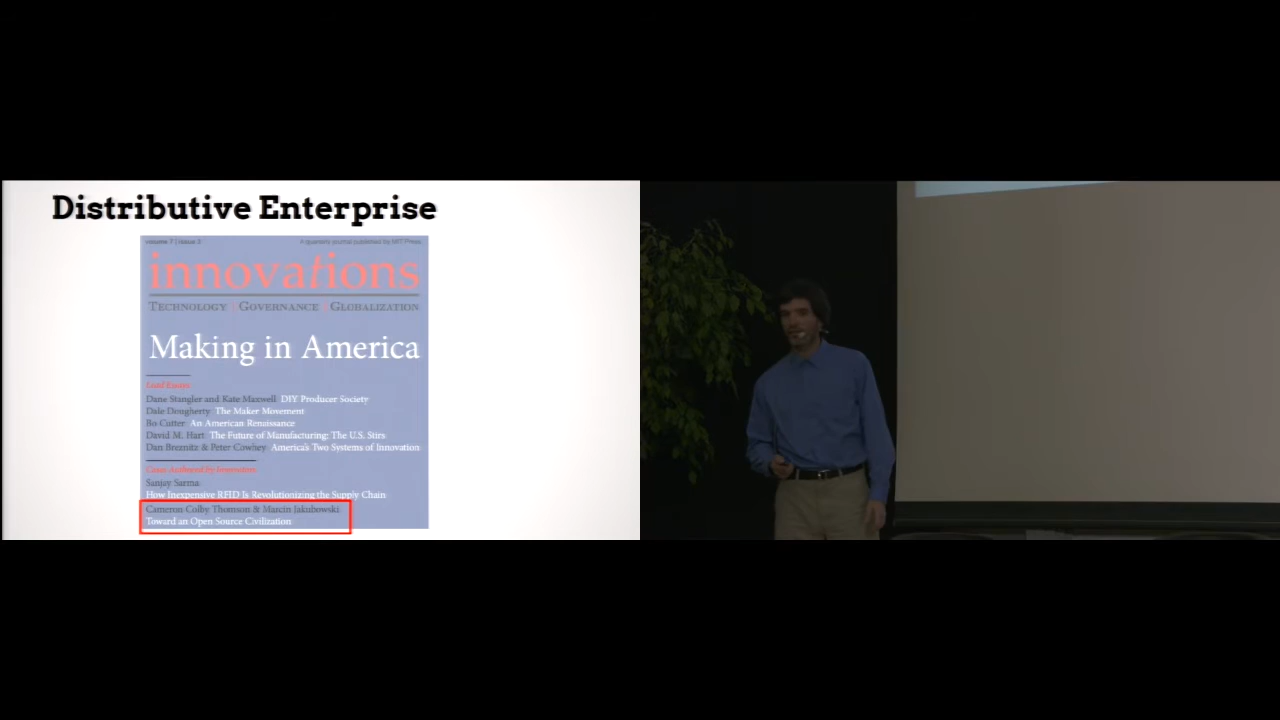 Distributive Enterprise
volume 7 | issue 3
A quarterly journal published by MIT Press
innovations
TECHNOLOGY | GOVERNANCE | GLOBALIZATION
Making in America
Lead Essays
Dane Stangler and Kate Maxwell DIY Producer Society
Dale Dougherty The Maker Movement
Bo Cutter An American Renaissance
David M. Hart The Future of Manufacturing: The U.S. Stirs
Dan Breznitz & Peter Cowhey America's Two Systems of Innovation
Cases Authored by Innovators
Sanjay Sarma
How Inexpensive RFID Is Revolutionizing the Supply Chain
Cameron Colby Thomson & Marcin Jakubowski
Toward an Open Source Civilization